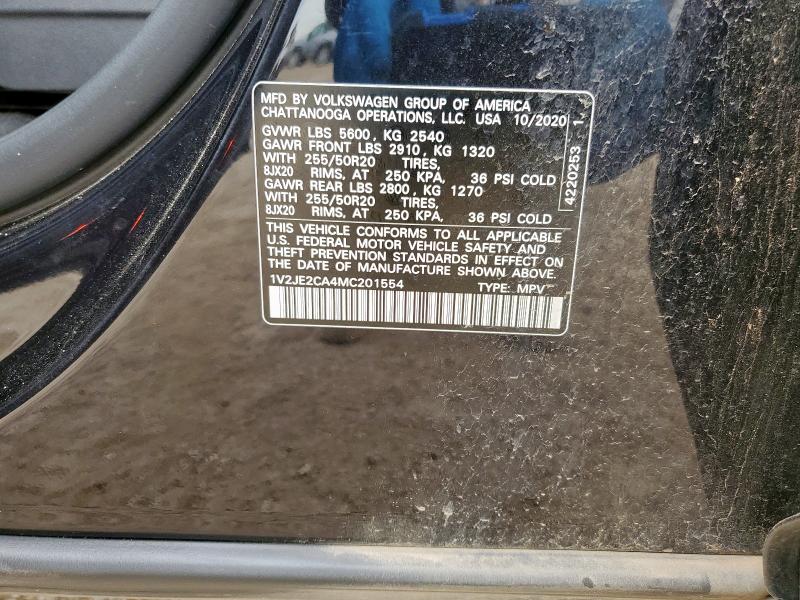 MFD BY VOLKSWAGEN GROUP OF AMERICA
CHATTANOOGA OPERATIONS, LLC. USA 10/2020
GVWR LBS 5600, KG 2540
GAWR FRONT LBS 2910, KG 1320
WITH 255/50R20 TIRES,
8JX20 RIMS, AT 250 KPA, 36 PSI COLD
GAWR REAR LBS 2800, KG 1270
WITH 255/50R20 TIRES,
8JX20 RIMS, AT 250 KPA, 36 PSI COLD
THIS VEHICLE CONFORMS TO ALL APPLICABLE
U.S. FEDERAL MOTOR VEHICLE SAFETY AND
THEFT PREVENTION STANDARDS IN EFFECT ON
THE DATE OF MANUFACTURE SHOWN ABOVE.
1V2JE2CA4MC201554 TYPE: MPV
4220253 1